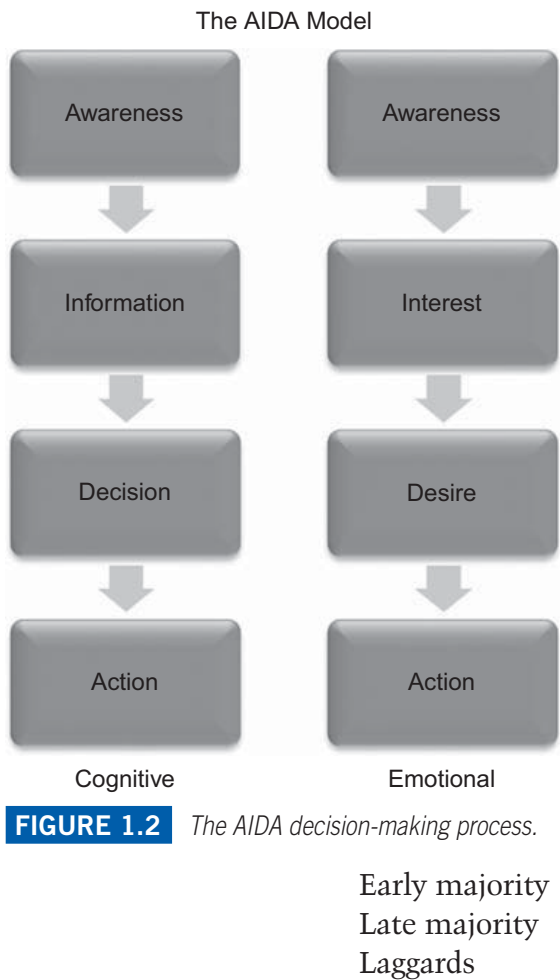 The AIDA Model
Awareness
Information
Decision
Action
Cognitive
Awareness
Interest
Desire
Action
Emotional
FIGURE 1.2 The AIDA decision-making process.
Early majority
Late majority
Laggards